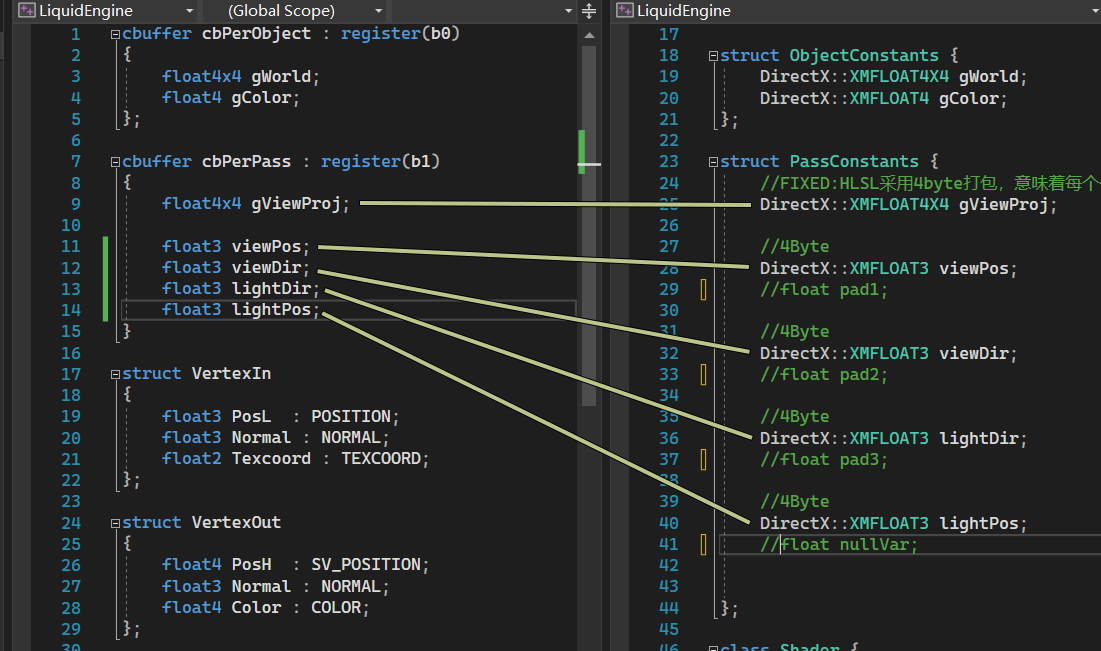 LiquidEngine (Global Scope)
1 cbuffer cbPerObject : register(b0)
2 {
3 float4x4 gWorld;
4 float4 gColor;
5 };
6
7 cbuffer cbPerPass : register(b1)
8 {
9 float4x4 gViewProj;
10
11 float3 viewPos;
12 float3 viewDir;
13 float3 lightDir;
14 float3 lightPos;
15 }
16
17 struct VertexIn
18 {
19 float3 PosL : POSITION;
20 float3 Normal : NORMAL;
21 float2 Texcoord : TEXCOORD;
22 };
23
24 struct VertexOut
25 {
26 float4 PosH : SV_POSITION;
27 float3 Normal : NORMAL;
28 float4 Color : COLOR;
29 };
30
LiquidEngine
17
18 struct ObjectConstants {
19 DirectX::XMFLOAT4X4 gWorld;
20 DirectX::XMFLOAT4 gColor;
21 };
22
23 struct PassConstants {
24 //FIXED:HLSL采用4byte打包，意味着每个
25 DirectX::XMFLOAT4X4 gViewProj;
26
27 //4Byte
28 DirectX::XMFLOAT3 viewPos;
29 //float pad1;
30
31 //4Byte
32 DirectX::XMFLOAT3 viewDir;
33 //float pad2;
34
35 //4Byte
36 DirectX::XMFLOAT3 lightDir;
37 //float pad3;
38
39 //4Byte
40 DirectX::XMFLOAT3 lightPos;
41 //float nullVar;
42
43
44 };
45
46 class Shader {